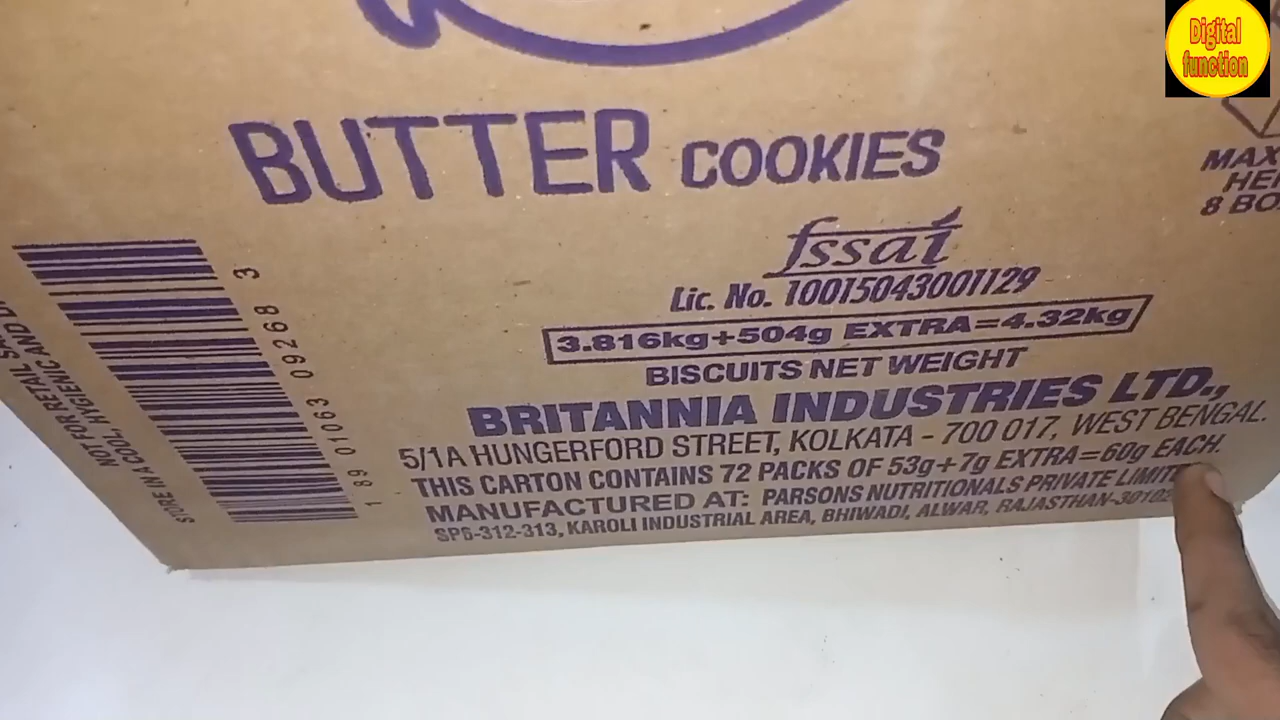 Digital
function
BUTTER COOKIES
MAX
8
fssai
Lic. No. 10015043001129
3.816kg+504g EXTRA=4.32kg
BISCUITS NET WEIGHT
BRITANNIA INDUSTRIES LTD.,
5/1A HUNGERFORD STREET, KOLKATA - 700 017, WEST BENGAL.
THIS CARTON CONTAINS 72 PACKS OF 53g+7g EXTRA=60g EACH.
MANUFACTURED AT: PARSONS NUTRITIONALS PRIVATE
SP6-312-313, KAROLI INDUSTRIAL AREA, BHIWADI, ALWAR, RAJASTHAN-
1 89 01063 09268 3
NOT FOR RETAIL
STORE IN A COOL, HYGIENIC AND